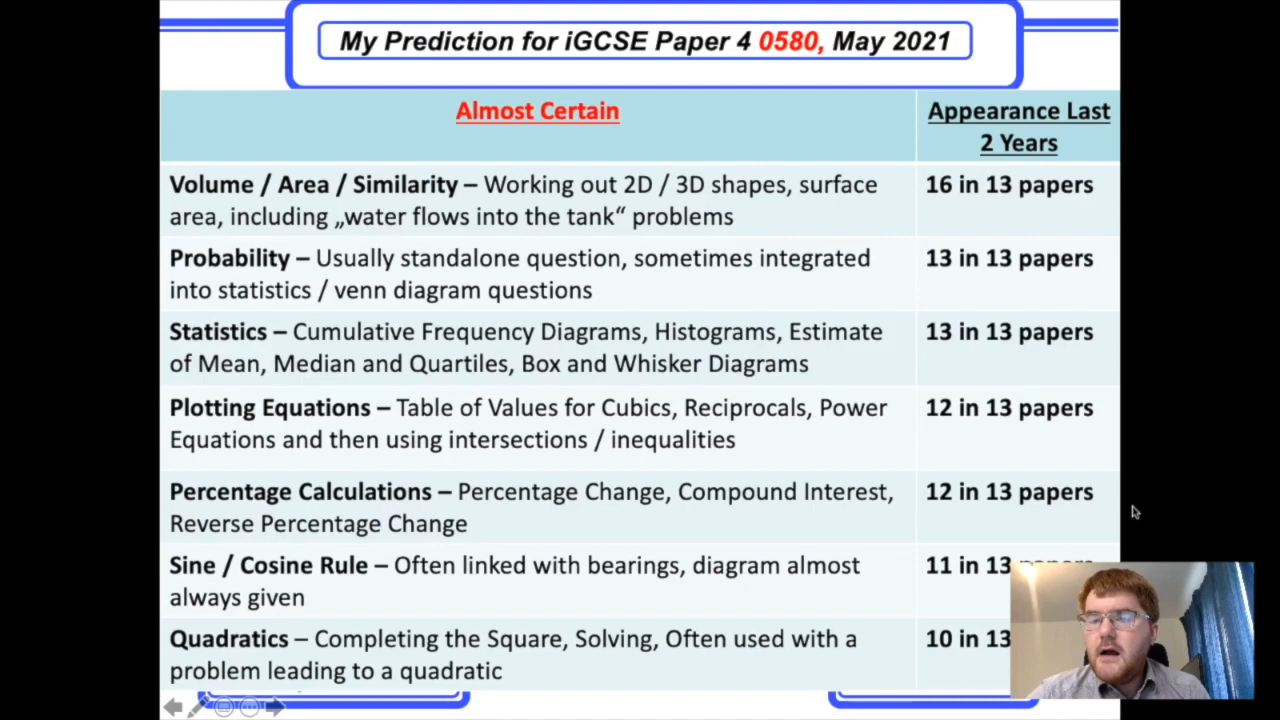 My Prediction for iGCSE Paper 4 0580, May 2021
Almost Certain
Appearance Last
2 Years
Volume / Area / Similarity – Working out 2D / 3D shapes, surface
area, including „water flows into the tank“ problems
16 in 13 papers
Probability – Usually standalone question, sometimes integrated
into statistics / venn diagram questions
13 in 13 papers
Statistics – Cumulative Frequency Diagrams, Histograms, Estimate
of Mean, Median and Quartiles, Box and Whisker Diagrams
13 in 13 papers
Plotting Equations – Table of Values for Cubics, Reciprocals, Power
Equations and then using intersections / inequalities
12 in 13 papers
Percentage Calculations – Percentage Change, Compound Interest,
Reverse Percentage Change
12 in 13 papers
Sine / Cosine Rule – Often linked with bearings, diagram almost
always given
11 in 13
Quadratics – Completing the Square, Solving, Often used with a
problem leading to a quadratic
10 in 13